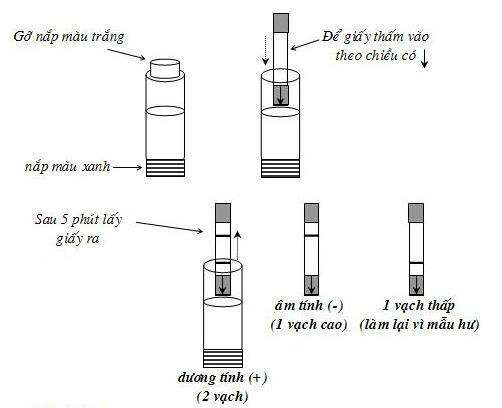 Gỡ nắp màu trắng
Để giấy thấm vào
theo chiều có
nắp màu xanh
Sau 5 phút lấy
giấy ra
âm tính (-)
(1 vạch cao)
1 vạch thấp
(làm lại vì mẫu hư)
dương tính (+)
(2 vạch)